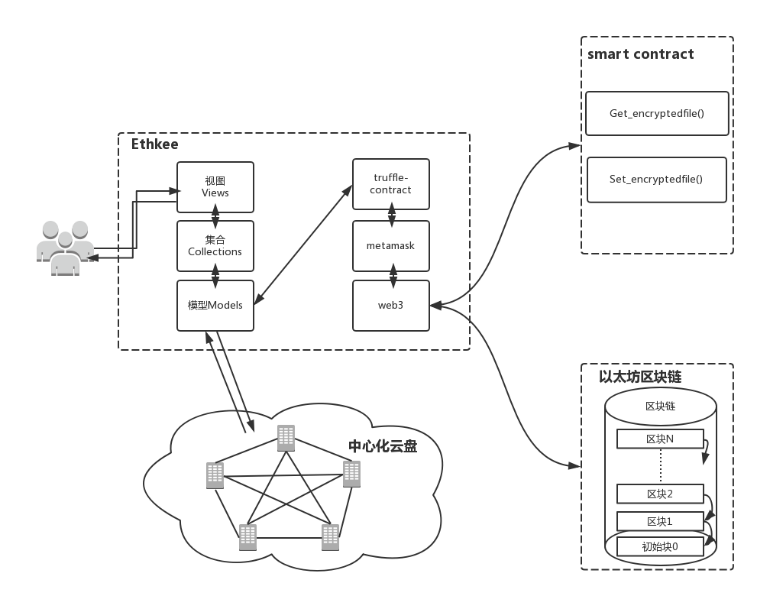 smart contract
Get_encryptedfile()
Set_encryptedfile()
Ethkee
视图
Views
集合
Collections
模型Models
truffle-
contract
metamask
web3
中心化云盘
以太坊区块链
区块链
区块N
区块2
区块1
初始块0